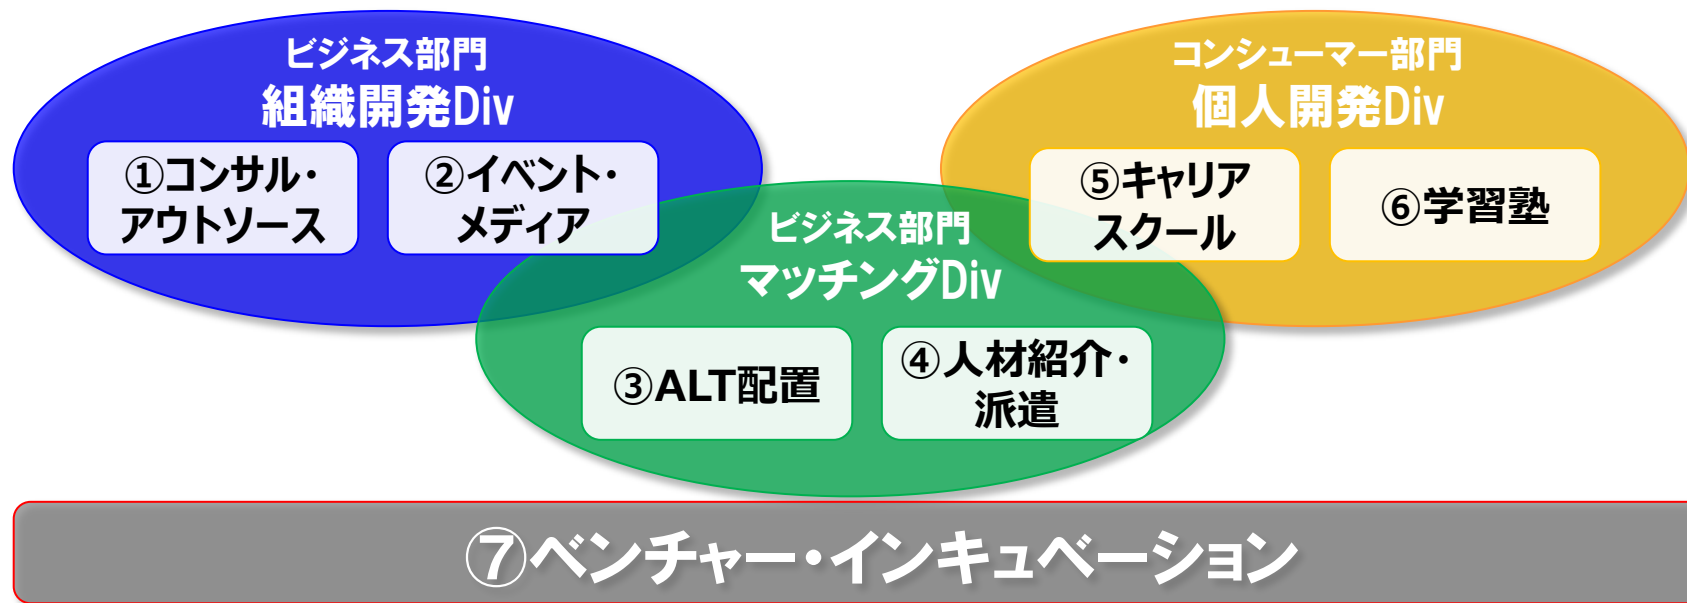 ビジネス部門
組織開発Div
①コンサル・
アウトソース
②イベント・
メディア
コンシューマー部門
個人開発Div
⑤キャリア
スクール
⑥学習塾
ビジネス部門
マッチングDiv
③ALT配置
④人材紹介・
派遣
⑦ベンチャー・インキュベーション